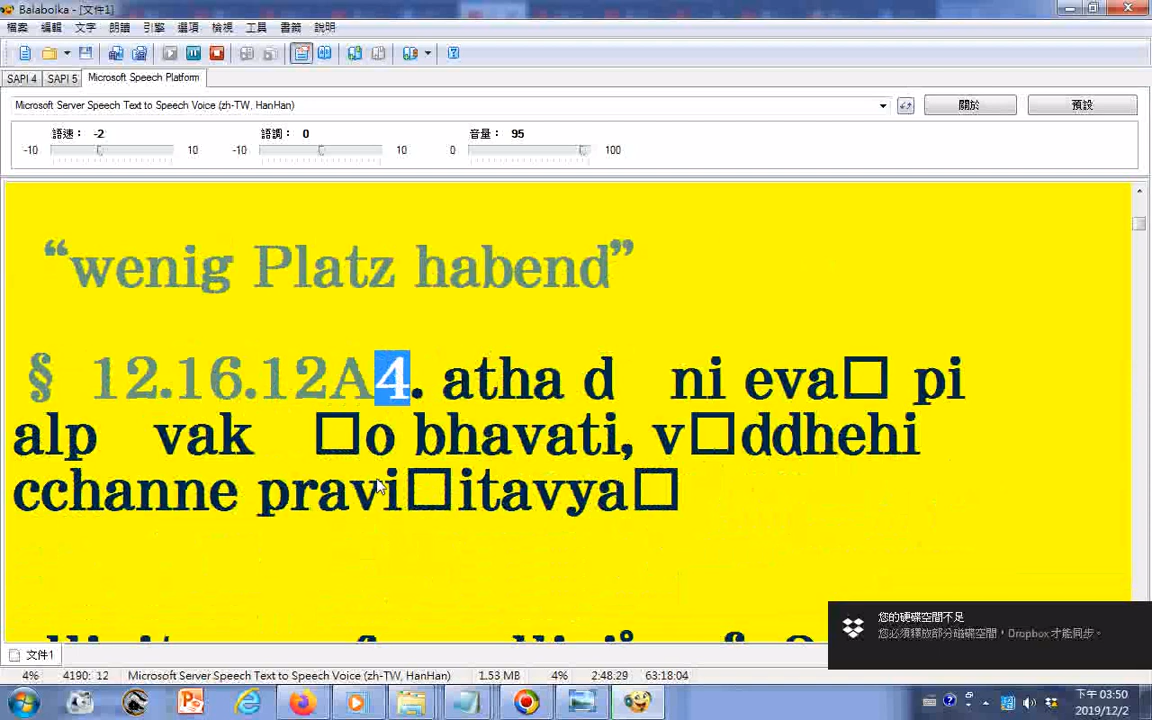 Balabolka - [文件1]
檔案 編輯 文字 朗讀 引擎 選項 檢視 工具 書籤 說明
SAPI 4 SAPI 5 Microsoft Speech Platform
Microsoft Server Speech Text to Speech Voice (zh-TW, HanHan) 關於 預設
語速： -2 語調： 0 音量： 95
-10 10 -10 10 0 100
“wenig Platz habend”
§ 12.16.12A4. atha d ni eva□ pi
alp vak □o bhavati, v□ddhehi
cchanne pravi□itavya□
您的硬碟空間不足
您必須釋放部分磁碟空間，Dropbox 才能同步。
文件1
4% 4190: 12 Microsoft Server Speech Text to Speech Voice (zh-TW, HanHan) 1.53 MB 4% 2:48:29 63:18:04
下午 03:50
2019/12/2